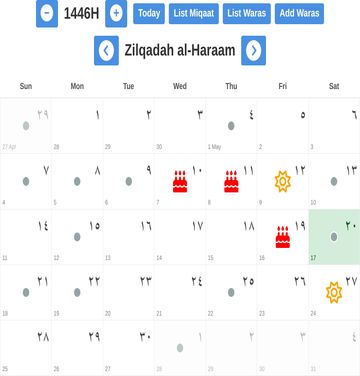 − 1446H + Today List Miqaat List Waras Add Waras
Zilqadah al-Haraam
Sun Mon Tue Wed Thu Fri Sat
٢٩ ١ ٢ ٣ ٤ ٥ ٦
27 Apr 28 29 30 1 May 2 3
٧ ٨ ٩ ١٠ ١١ ١٢ ١٣
4 5 6 7 8 9 10
١٤ ١٥ ١٦ ١٧ ١٨ ١٩ ٢٠
11 12 13 14 15 16 17
٢١ ٢٢ ٢٣ ٢٤ ٢٥ ٢٦ ٢٧
18 19 20 21 22 23 24
٢٨ ٢٩ ٣٠ ١ ٢ ٣ ٤
25 26 27 28 29 30 31